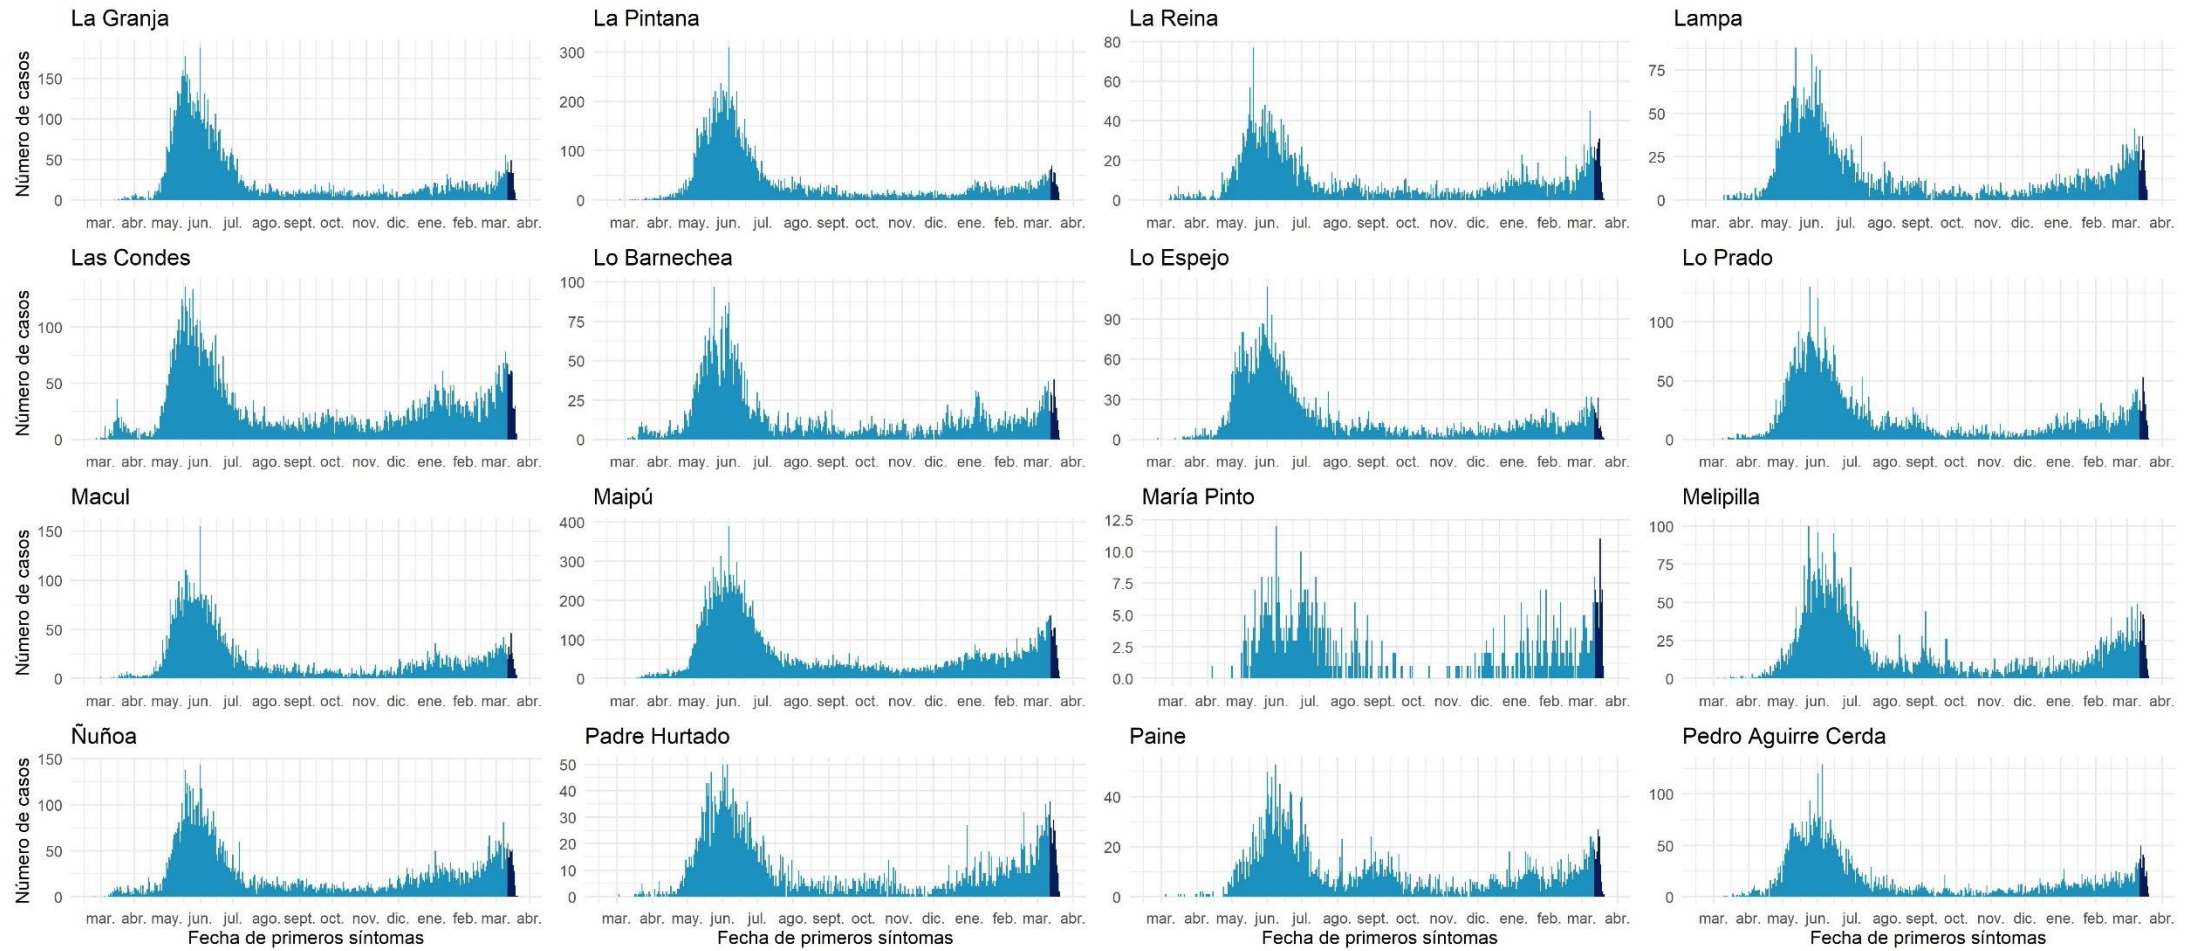 La Granja
Número de casos
150
100
50
0
mar. abr. may. jun. jul. ago. sept. oct. nov. dic. ene. feb. mar. abr.
La Pintana
300
200
100
0
mar. abr. may. jun. jul. ago. sept. oct. nov. dic. ene. feb. mar. abr.
La Reina
80
60
40
20
0
mar. abr. may. jun. jul. ago. sept. oct. nov. dic. ene. feb. mar. abr.
Lampa
75
50
25
0
mar. abr. may. jun. jul. ago. sept. oct. nov. dic. ene. feb. mar. abr.
Las Condes
Número de casos
100
50
0
mar. abr. may. jun. jul. ago. sept. oct. nov. dic. ene. feb. mar. abr.
Lo Barnechea
100
75
50
25
0
mar. abr. may. jun. jul. ago. sept. oct. nov. dic. ene. feb. mar. abr.
Lo Espejo
90
60
30
0
mar. abr. may. jun. jul. ago. sept. oct. nov. dic. ene. feb. mar. abr.
Lo Prado
100
50
0
mar. abr. may. jun. jul. ago. sept. oct. nov. dic. ene. feb. mar. abr.
Macul
Número de casos
150
100
50
0
mar. abr. may. jun. jul. ago. sept. oct. nov. dic. ene. feb. mar. abr.
Maipú
400
300
200
100
0
mar. abr. may. jun. jul. ago. sept. oct. nov. dic. ene. feb. mar. abr.
María Pinto
12.5
10.0
7.5
5.0
2.5
0.0
mar. abr. may. jun. jul. ago. sept. oct. nov. dic. ene. feb. mar. abr.
Melipilla
100
75
50
25
0
mar. abr. may. jun. jul. ago. sept. oct. nov. dic. ene. feb. mar. abr.
Ñuñoa
Número de casos
150
100
50
0
mar. abr. may. jun. jul. ago. sept. oct. nov. dic. ene. feb. mar. abr.
Fecha de primeros síntomas
Padre Hurtado
50
40
30
20
10
0
mar. abr. may. jun. jul. ago. sept. oct. nov. dic. ene. feb. mar. abr.
Fecha de primeros síntomas
Paine
40
20
0
mar. abr. may. jun. jul. ago. sept. oct. nov. dic. ene. feb. mar. abr.
Fecha de primeros síntomas
Pedro Aguirre Cerda
100
50
0
mar. abr. may. jun. jul. ago. sept. oct. nov. dic. ene. feb. mar. abr.
Fecha de primeros síntomas